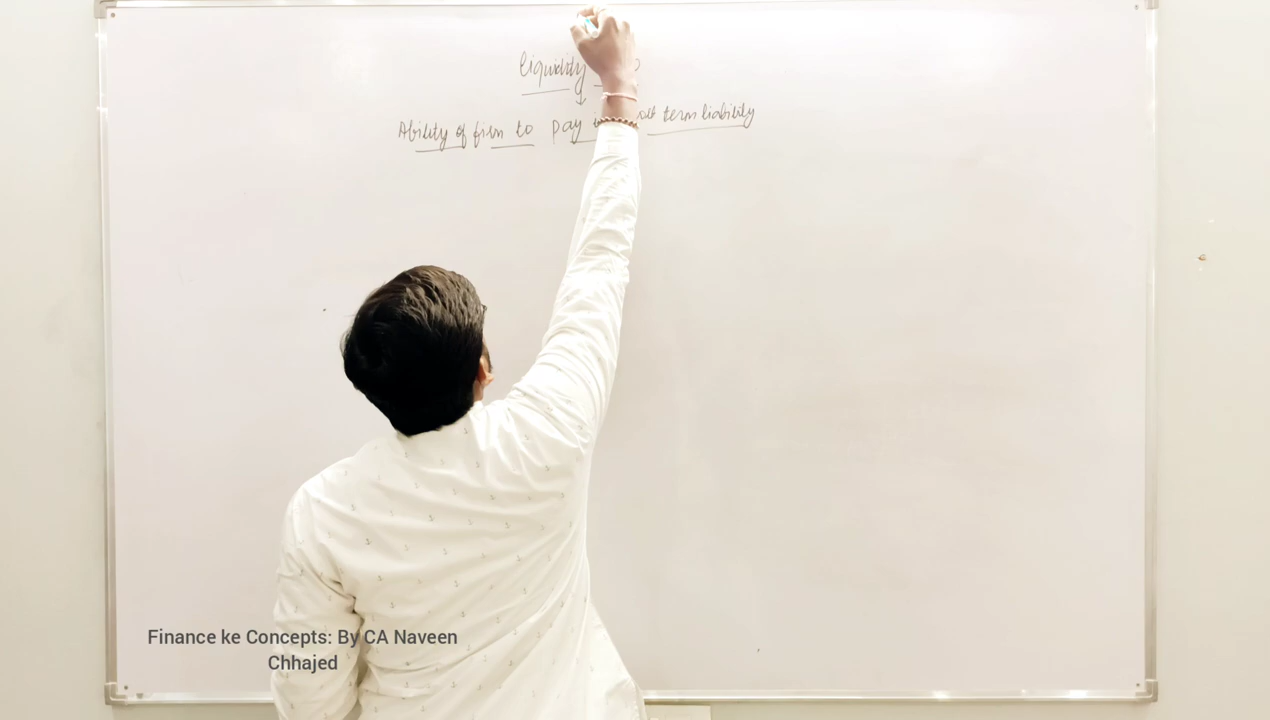 liquidity
Ability of firm to pay term liability
Finance ke Concepts: By CA Naveen
Chhajed